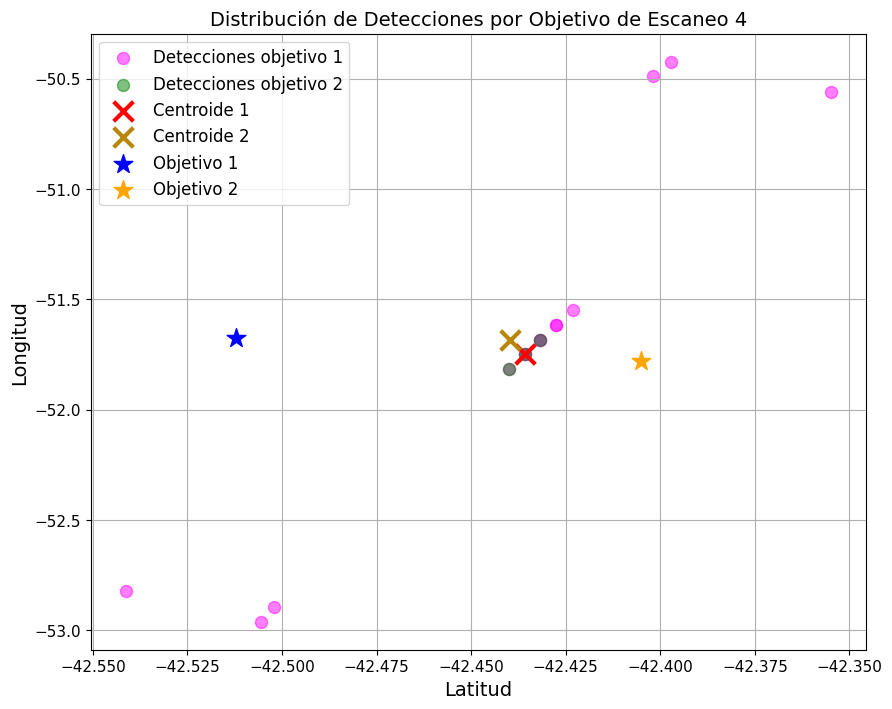 Distribución de Detecciones por Objetivo de Escaneo 4
Detecciones objetivo 1
Detecciones objetivo 2
Centroide 1
Centroide 2
Objetivo 1
Objetivo 2
Longitud
−50.5
−51.0
−51.5
−52.0
−52.5
−53.0
−42.550 −42.525 −42.500 −42.475 −42.450 −42.425 −42.400 −42.375 −42.350
Latitud